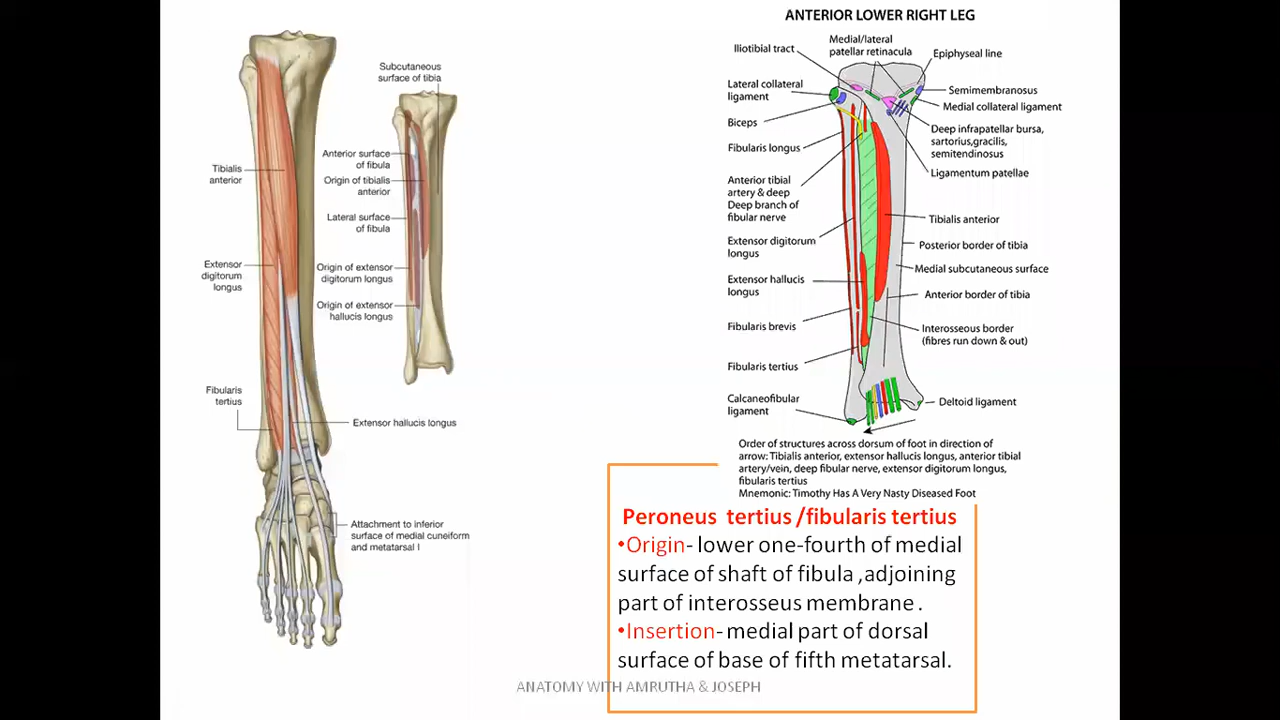 Tibialis
anterior
Extensor
digitorum
longus
Fibularis
tertius
Extensor hallucis longus
Attachment to inferior
surface of medial cuneiform
and metatarsal I
Subcutaneous
surface of tibia
Anterior surface
of fibula
Origin of tibialis
anterior
Lateral surface
of fibula
Origin of extensor
digitorum longus
Origin of extensor
hallucis longus
ANTERIOR LOWER RIGHT LEG
Iliotibial tract
Medial/lateral
patellar retinacula
Epiphyseal line
Lateral collateral
ligament
Biceps
Fibularis longus
Anterior tibial
artery & deep
Deep branch of
fibular nerve
Extensor digitorum
longus
Extensor hallucis
longus
Fibularis brevis
Fibularis tertius
Calcaneofibular
ligament
Semimembranosus
Medial collateral ligament
Deep infrapatellar bursa,
sartorius,gracilis,
semitendinosus
Ligamentum patellae
Tibialis anterior
Posterior border of tibia
Medial subcutaneous surface
Anterior border of tibia
Interosseous border
(fibres run down & out)
Deltoid ligament
Order of structures across dorsum of foot in direction of
arrow: Tibialis anterior, extensor hallucis longus, anterior tibial
artery/vein, deep fibular nerve, extensor digitorum longus,
fibularis tertius
Mnemonic: Timothy Has A Very Nasty Diseased Foot
Peroneus tertius /fibularis tertius
•Origin- lower one-fourth of medial
surface of shaft of fibula ,adjoining
part of interosseus membrane .
•Insertion- medial part of dorsal
surface of base of fifth metatarsal.
ANATOMY WITH AMRUTHA & JOSEPH